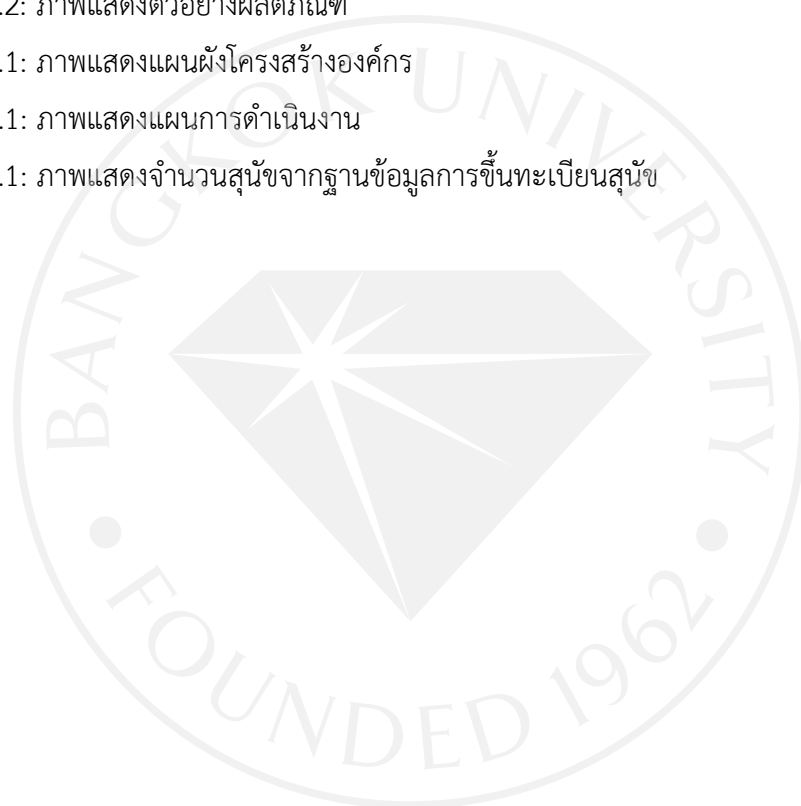 .2: ภาพแสดงตัวอย่างผลิตภัณฑ์
.1: ภาพแสดงแผนผังโครงสร้างองค์กร
.1: ภาพแสดงแผนการดำเนินงาน
.1: ภาพแสดงจำนวนสุนัขจากฐานข้อมูลการขึ้นทะเบียนสุนัข
BANGKOK UNIVERSITY
FOUNDED 1962